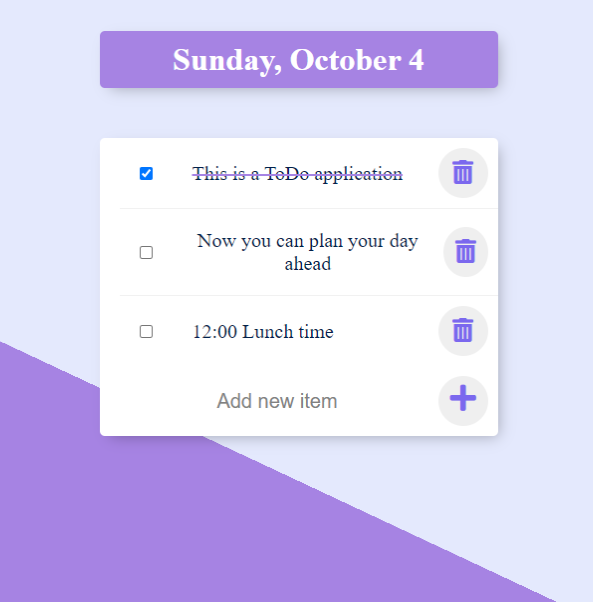 Sunday, October 4
This is a ToDo application
Now you can plan your day
ahead
12:00 Lunch time
Add new item